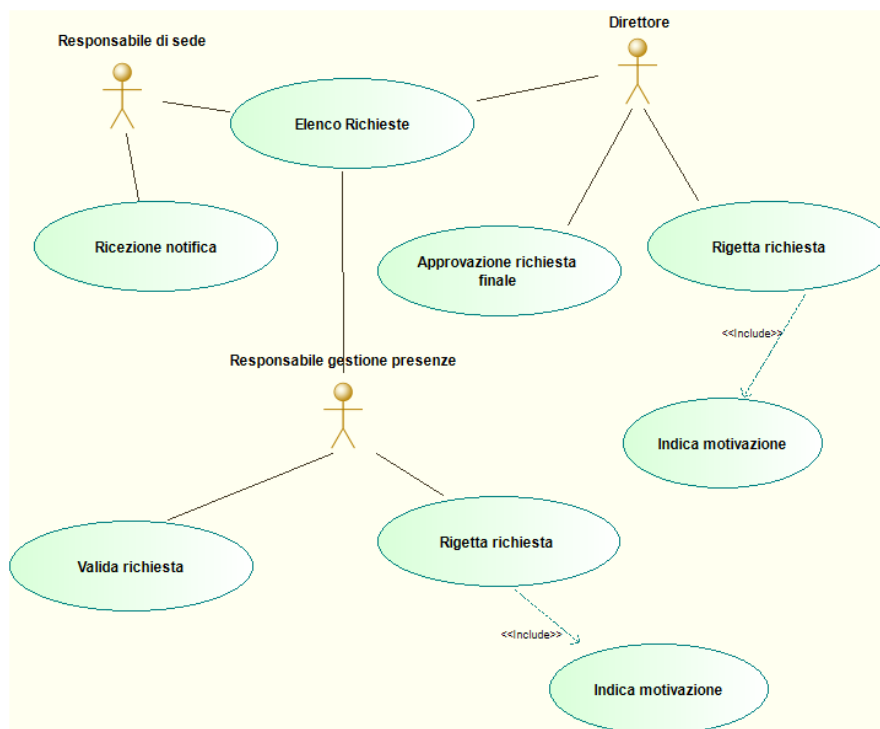 Direttore
Responsabile di sede
Elenco Richieste
Ricezione notifica
Approvazione richiesta
finale
Rigetta richiesta
<<Include>>
Responsabile gestione presenze
Indica motivazione
Valida richiesta
Rigetta richiesta
<<Include>>
Indica motivazione